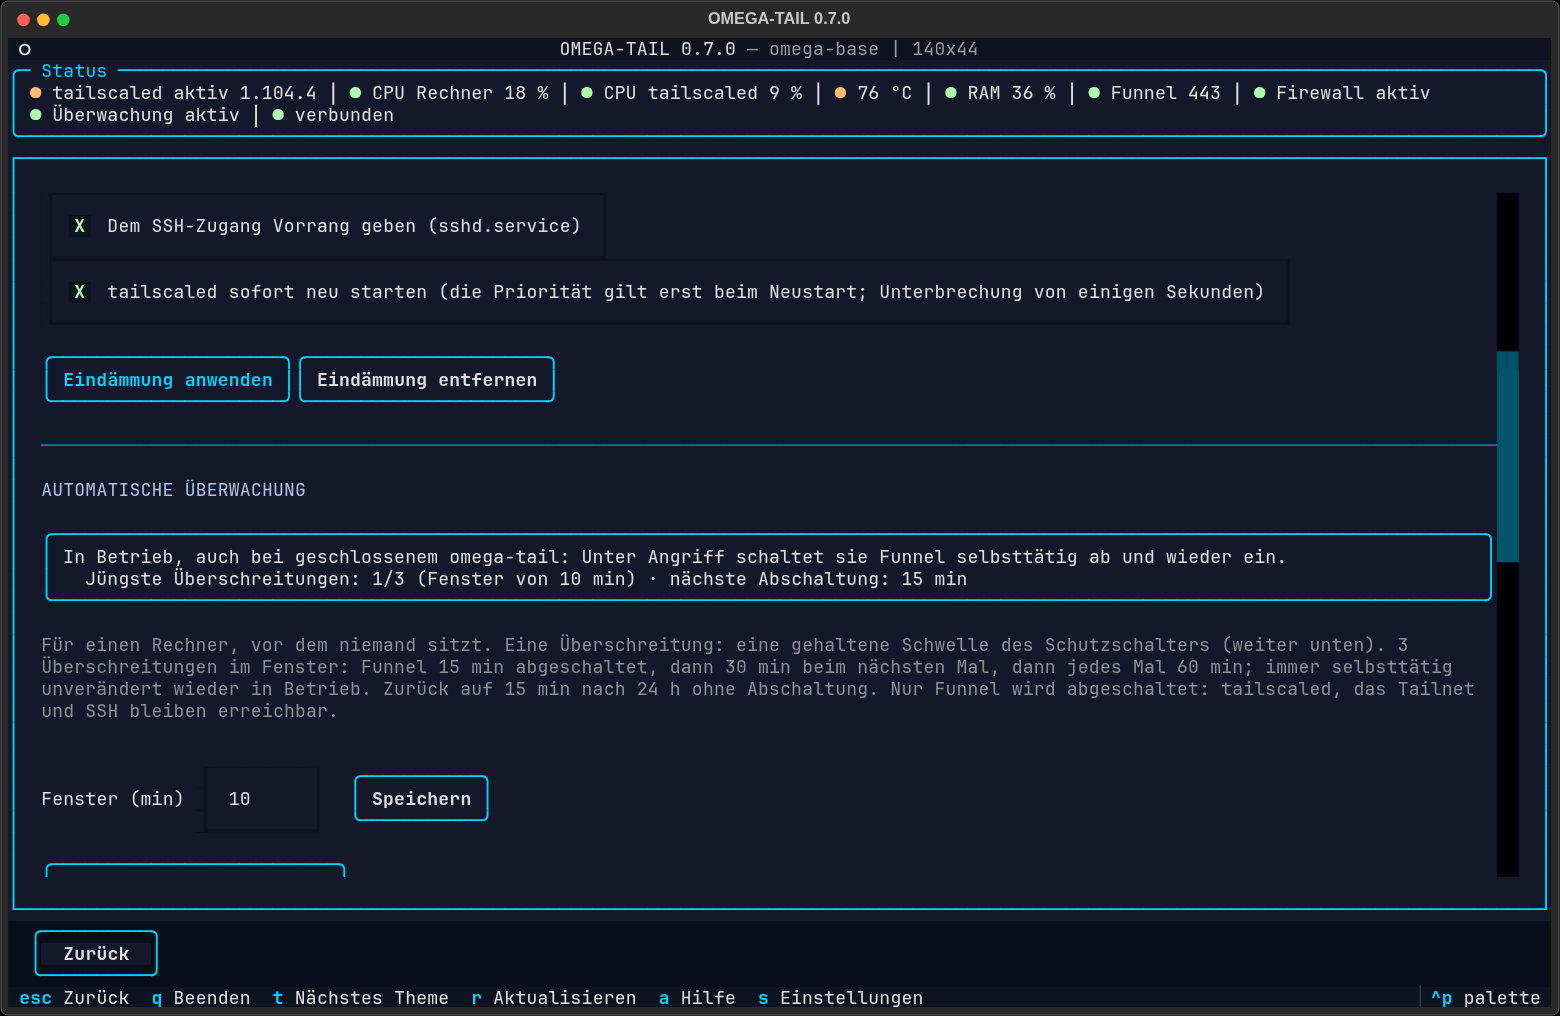 OMEGA-TAIL 0.7.0
OMEGA-TAIL 0.7.0 — omega-base | 140x44
Status
tailscaled aktiv 1.104.4 │ ● CPU Rechner 18 % │ ● CPU tailscaled 9 % │ ● 76 °C │ ● RAM 36 % │ ● Funnel 443 │ ● Firewall aktiv
● Überwachung aktiv │ ● verbunden
X Dem SSH-Zugang Vorrang geben (sshd.service)
X tailscaled sofort neu starten (die Priorität gilt erst beim Neustart; Unterbrechung von einigen Sekunden)
Eindämmung anwenden Eindämmung entfernen
AUTOMATISCHE ÜBERWACHUNG
In Betrieb, auch bei geschlossenem omega-tail: Unter Angriff schaltet sie Funnel selbsttätig ab und wieder ein.
Jüngste Überschreitungen: 1/3 (Fenster von 10 min) · nächste Abschaltung: 15 min
Für einen Rechner, vor dem niemand sitzt. Eine Überschreitung: eine gehaltene Schwelle des Schutzschalters (weiter unten). 3
Überschreitungen im Fenster: Funnel 15 min abgeschaltet, dann 30 min beim nächsten Mal, dann jedes Mal 60 min; immer selbsttätig
unverändert wieder in Betrieb. Zurück auf 15 min nach 24 h ohne Abschaltung. Nur Funnel wird abgeschaltet: tailscaled, das Tailnet
und SSH bleiben erreichbar.
Fenster (min) 10 Speichern
Zurück
esc Zurück q Beenden t Nächstes Theme r Aktualisieren a Hilfe s Einstellungen ^p palette